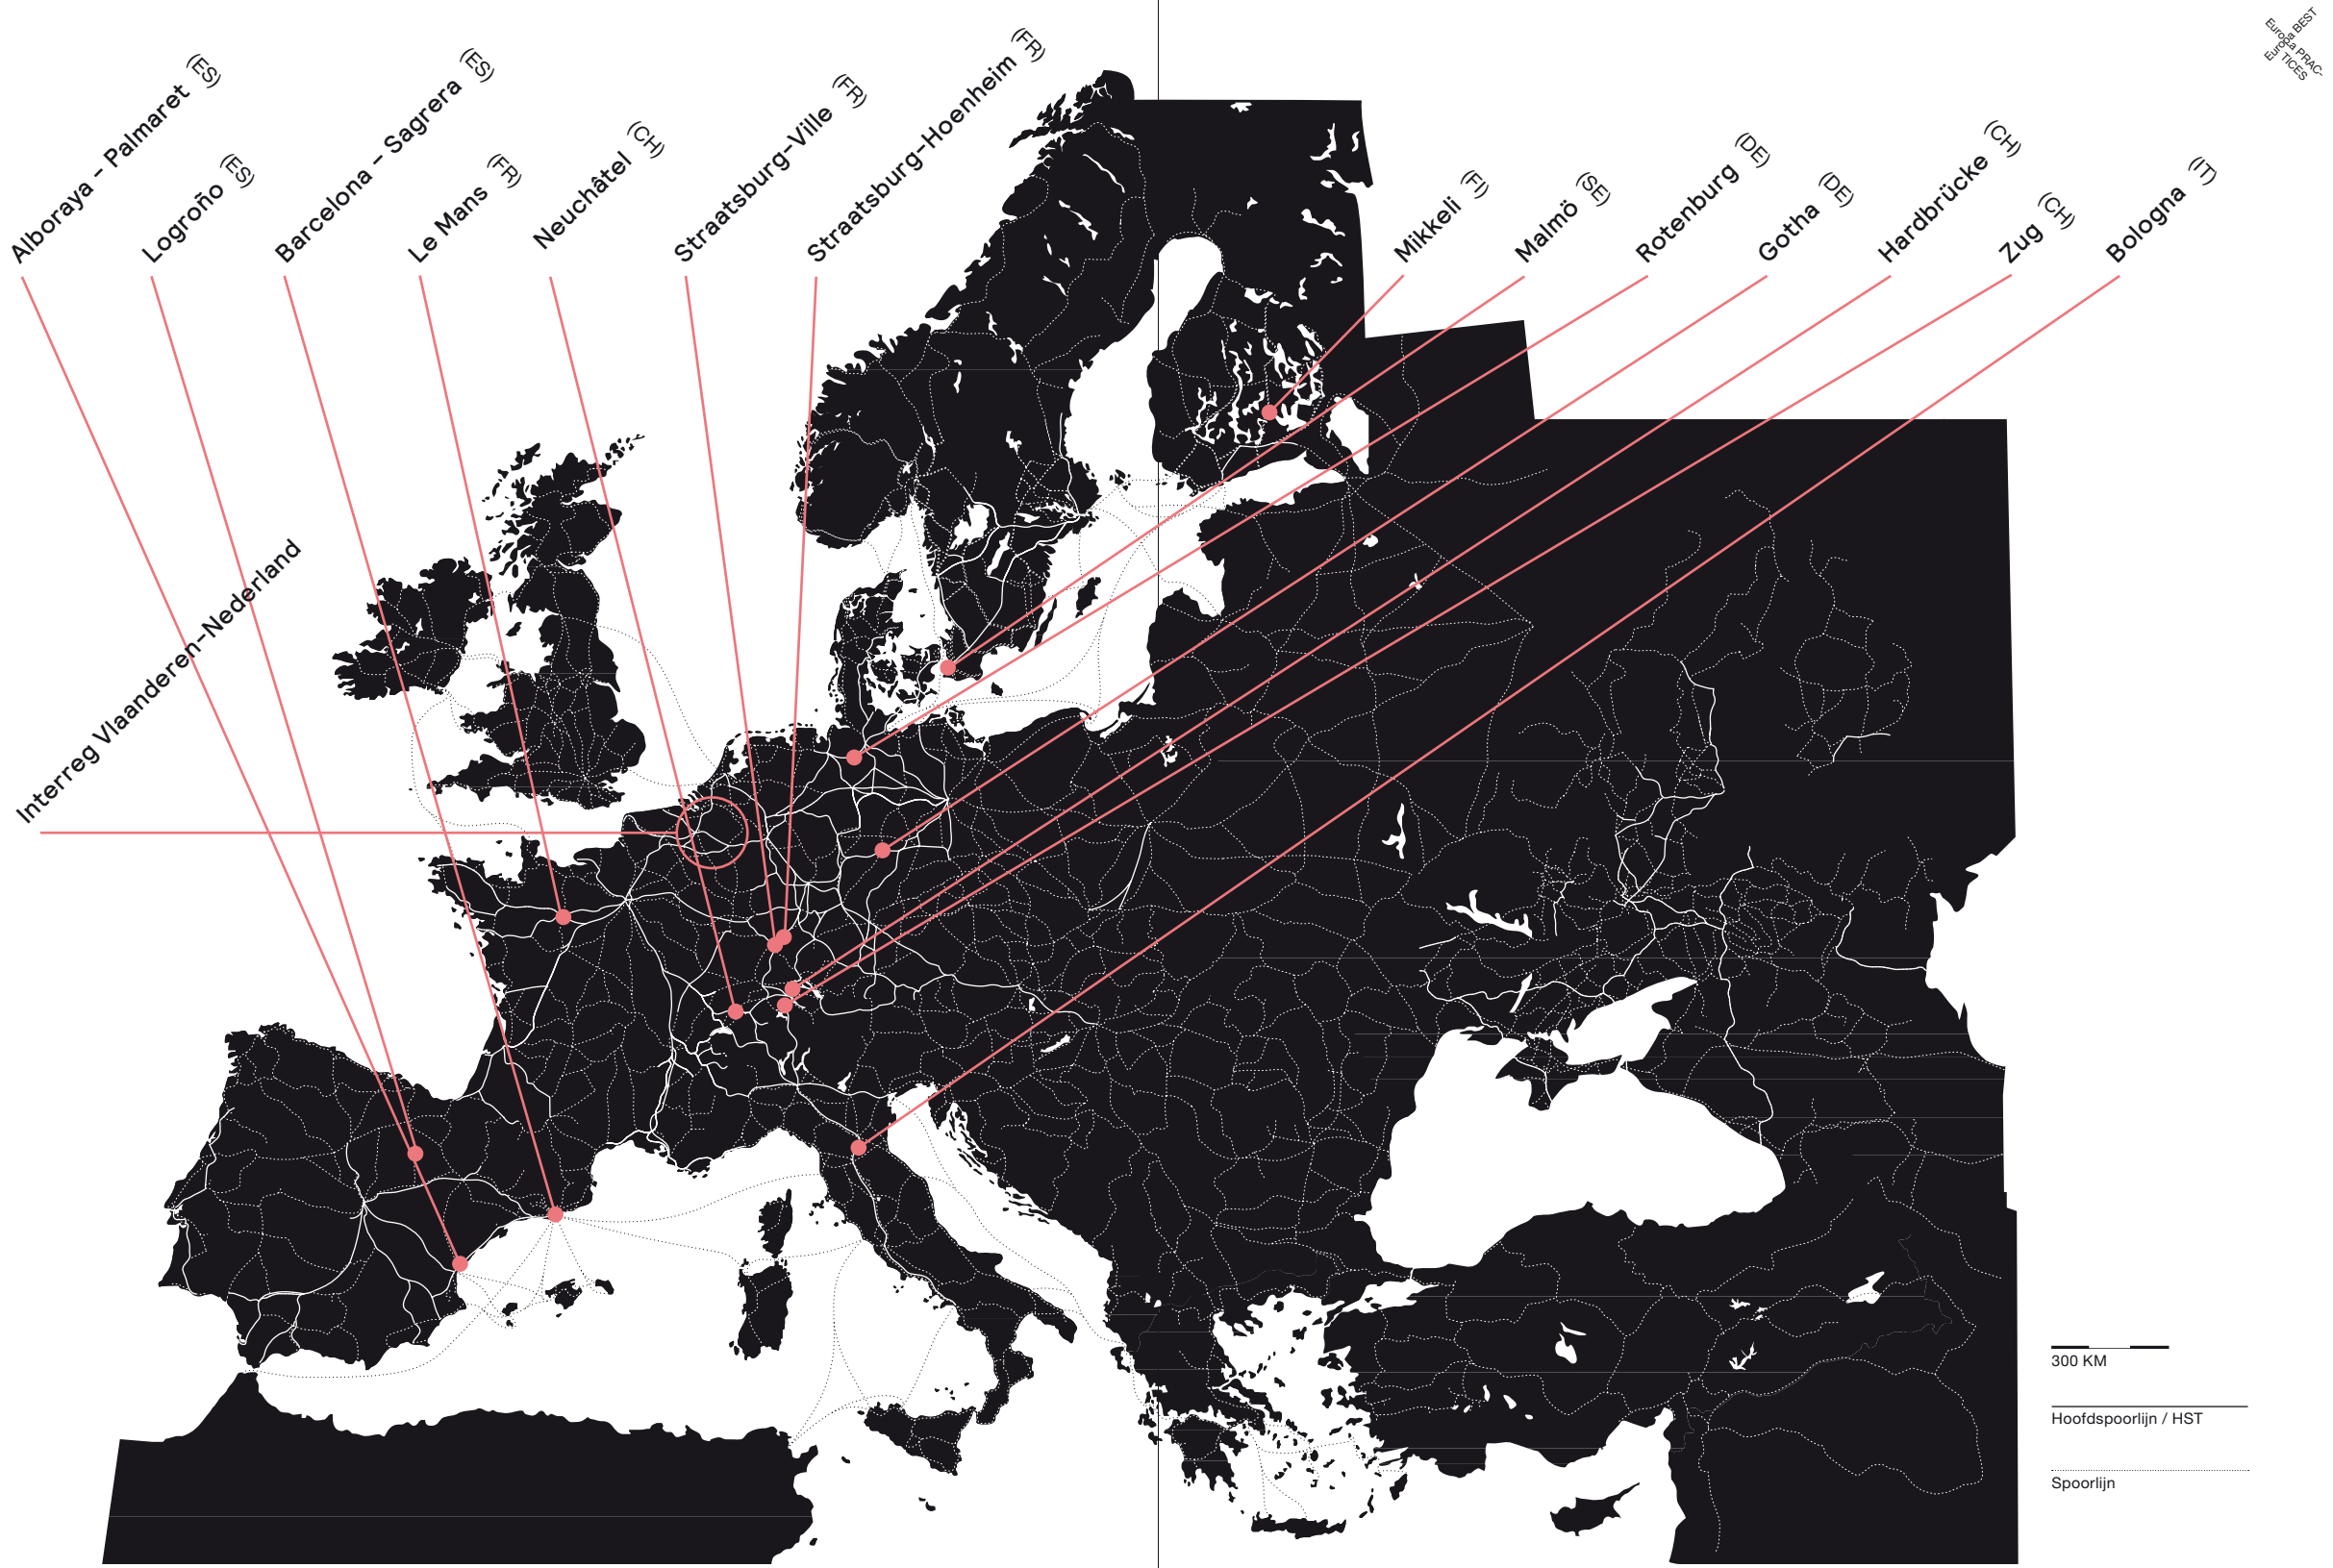 Alboraya – Palmaret (ES)
Logroño (ES)
Barcelona – Sagrera (ES)
Le Mans (FR)
Neuchâtel (CH)
Straatsburg-Ville (FR)
Straatsburg-Hoenheim (FR)
Mikkeli (FI)
Malmö (SE)
Rotenburg (DE)
Gotha (DE)
Hardbrücke (CH)
Zug (CH)
Bologna (IT)
Interreg Vlaanderen-Nederland
300 KM
Hoofdspoorlijn / HST
Spoorlijn